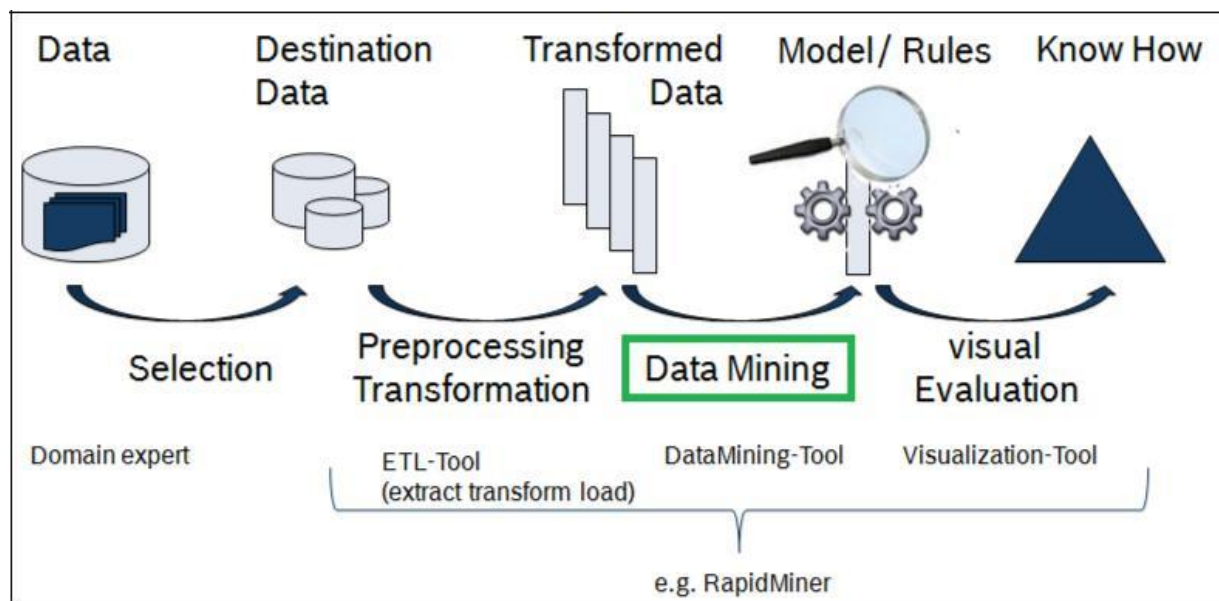 Data
Destination
Data
Transformed
Data
Model / Rules
Know How
Selection
Preprocessing
Transformation
Data Mining
visual
Evaluation
Domain expert
ETL-Tool
(extract transform load)
DataMining-Tool
Visualization-Tool
e.g. RapidMiner